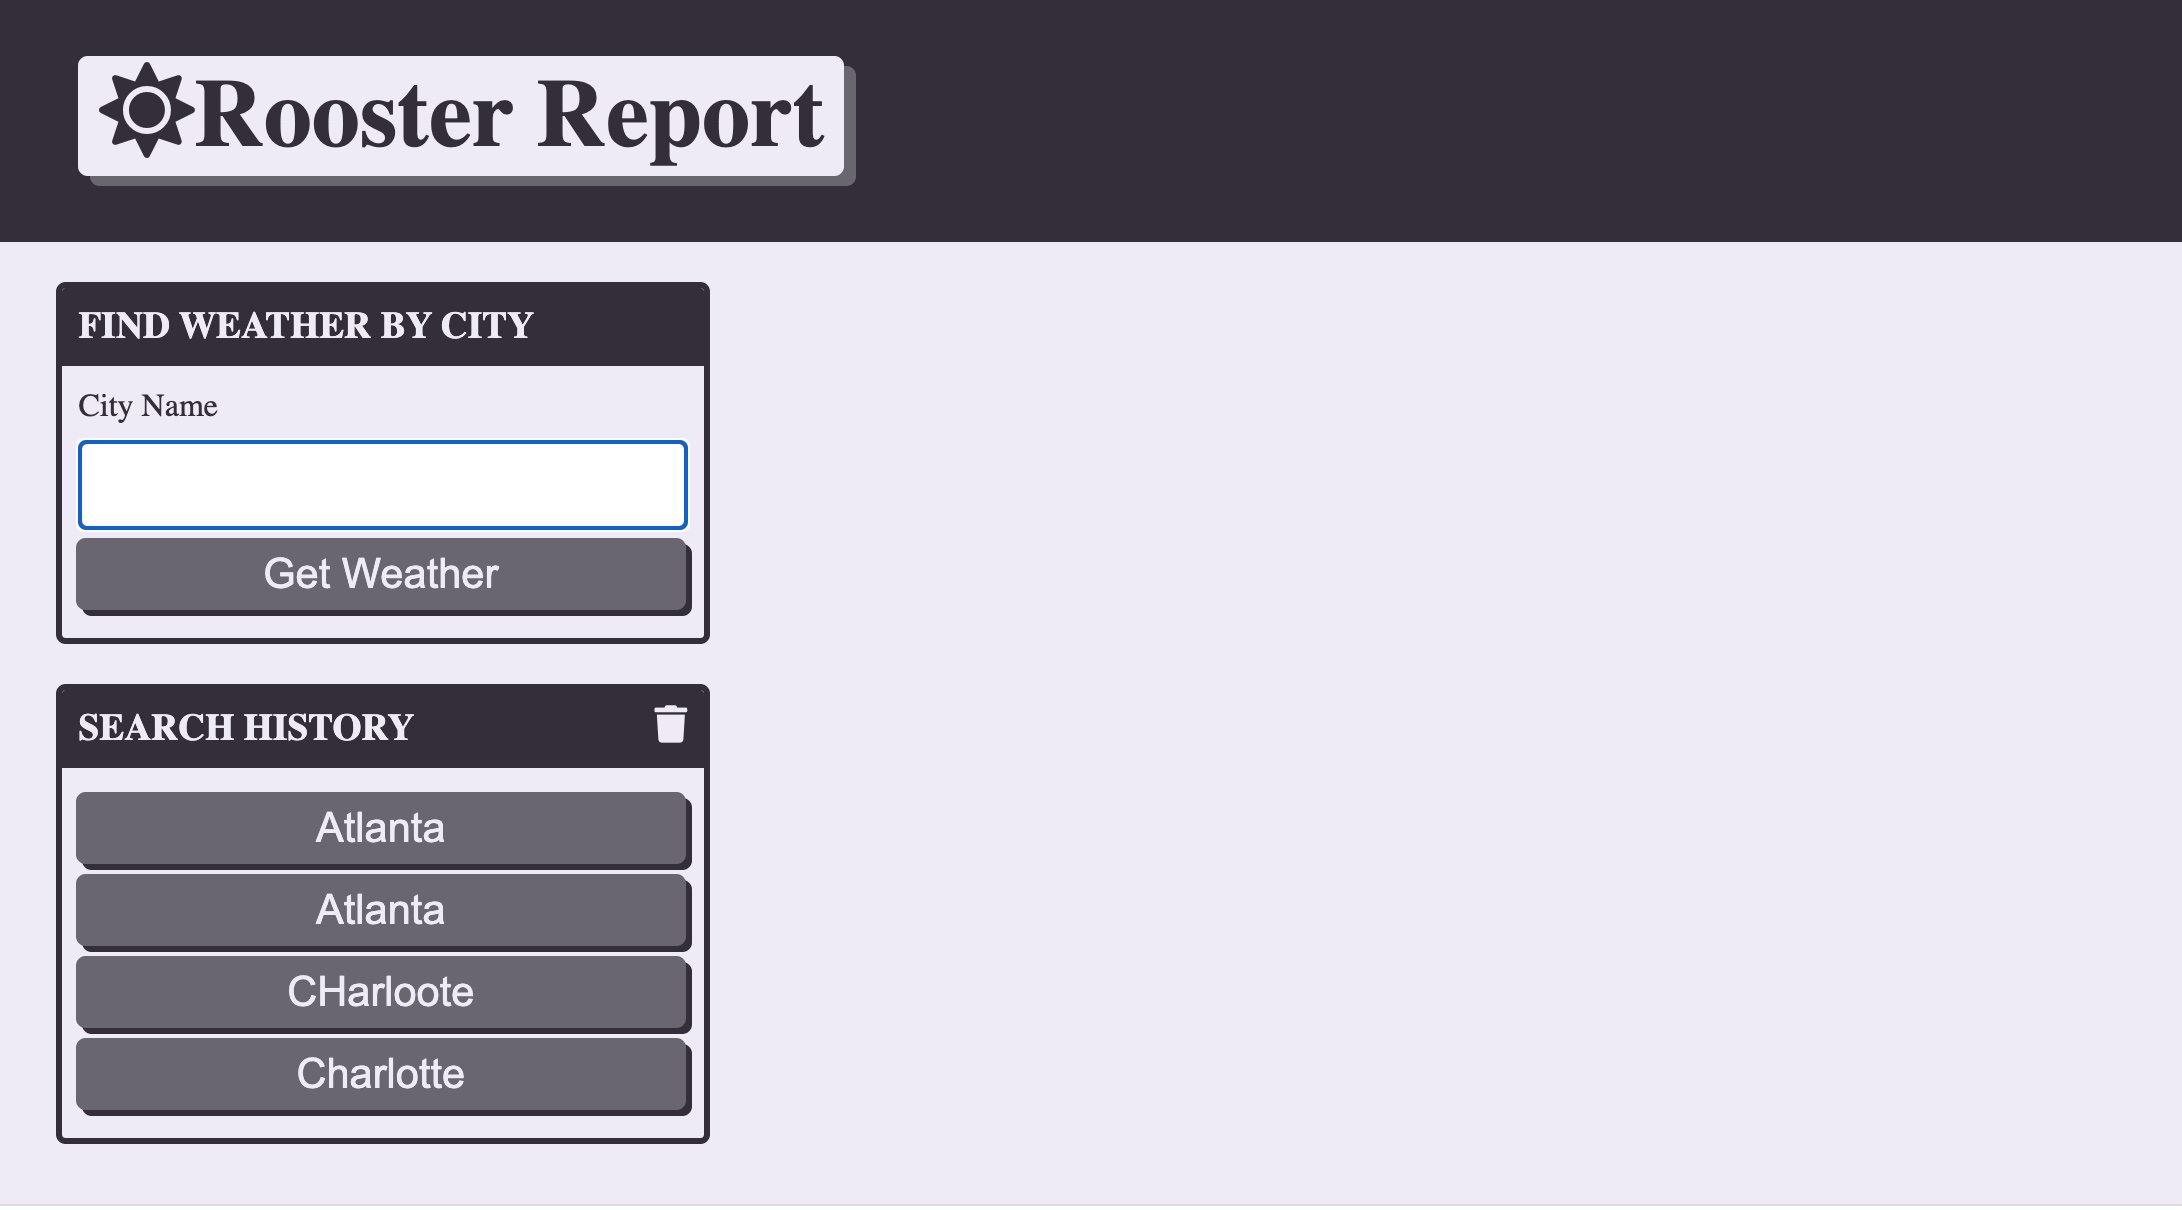 Rooster Report
FIND WEATHER BY CITY
City Name
Get Weather
SEARCH HISTORY
Atlanta
Atlanta
CHarloote
Charlotte